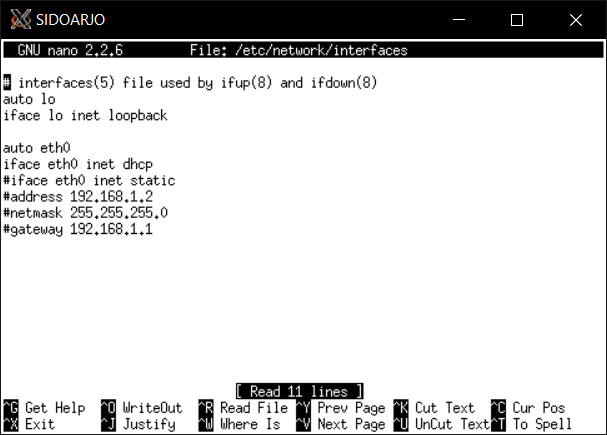 SIDOARJO
GNU nano 2.2.6 File: /etc/network/interfaces
# interfaces(5) file used by ifup(8) and ifdown(8)
auto lo
iface lo inet loopback
auto eth0
iface eth0 inet dhcp
#iface eth0 inet static
#address 192.168.1.2
#netmask 255.255.255.0
#gateway 192.168.1.1
[ Read 11 lines ]
^G Get Help ^O WriteOut ^R Read File ^Y Prev Page ^K Cut Text ^C Cur Pos
^X Exit ^J Justify ^W Where Is ^V Next Page ^U UnCut Text^T To Spell